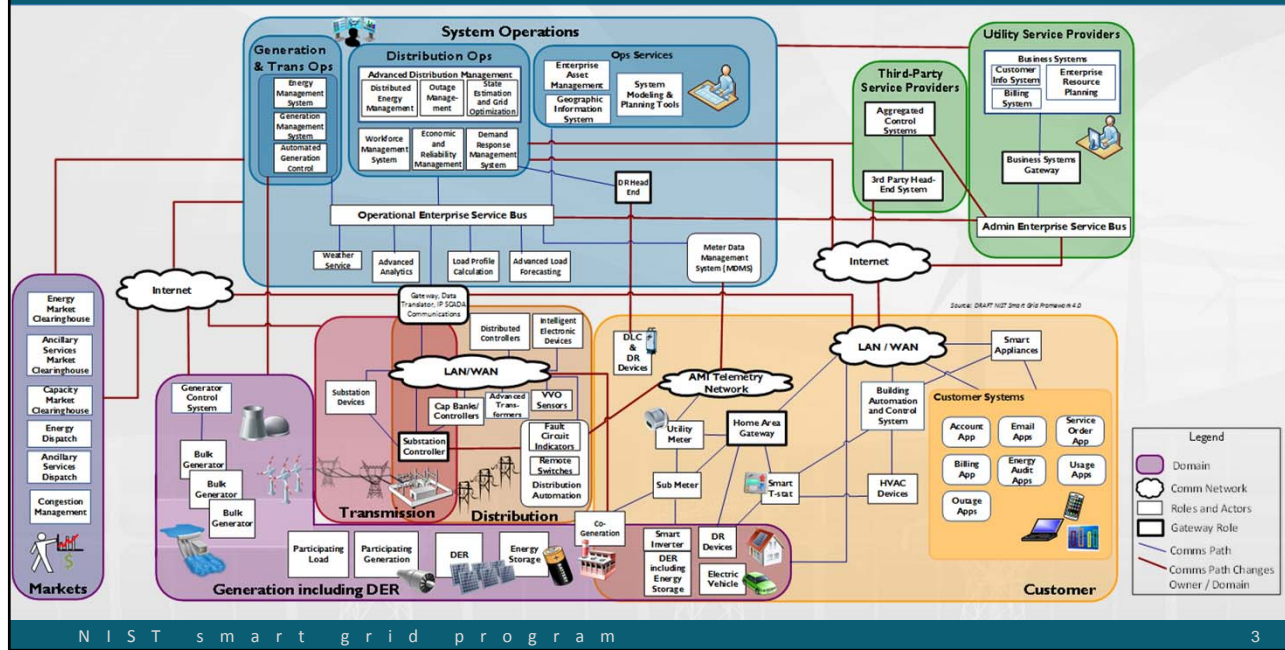 System Operations
Generation
& Trans Ops
Energy
Management
System
Generation
Management
System
Automated
Generation
Control
Distribution Ops
Advanced Distribution Management
Distributed
Energy
Management
Outage
Manage-
ment
State
Estimation
and Grid
Optimization
Workforce
Management
System
Economic
and
Reliability
Management
Demand
Response
Management
System
Ops Services
Enterprise
Asset
Management
Geographic
Information
System
System
Modeling &
Planning Tools
DR Head
End
Operational Enterprise Service Bus
Weather
Service
Advanced
Analytics
Load Profile
Calculation
Advanced Load
Forecasting
Meter Data
Management
System (MDMS)
Third-Party
Service Providers
Aggregated
Control
Systems
3rd Party Head-
End System
Utility Service Providers
Business Systems
Customer
Info System
Billing
System
Enterprise
Resource
Planning
Business Systems
Gateway
Admin Enterprise Service Bus
Internet
Internet
Source: DRAFT NIST Smart Grid Framework 4.0
Energy
Market
Clearinghouse
Ancillary
Services
Market
Clearinghouse
Capacity
Market
Clearinghouse
Energy
Dispatch
Ancillary
Services
Dispatch
Congestion
Management
Markets
Generator
Control
System
Bulk
Generator
Bulk
Generator
Bulk
Generator
Participating
Load
Participating
Generation
DER
Energy
Storage
Generation including DER
Gateway, Data
Translator, IP SCADA
Communications
Distributed
Controllers
Intelligent
Electronic
Devices
LAN/WAN
Substation
Devices
Cap Banks/
Controllers
Advanced
Trans-
formers
VVO
Sensors
Substation
Controller
Fault
Circuit
Indicators
Remote
Switches
Distribution
Automation
Transmission
Distribution
Co-
Generation
DLC
&
DR
Devices
AMI Telemetry
Network
LAN / WAN
Smart
Appliances
Utility
Meter
Home Area
Gateway
Building
Automation
and Control
System
Sub Meter
Smart
T-stat
HVAC
Devices
Smart
Inverter
DER
including
Energy
Storage
DR
Devices
Electric
Vehicle
Customer Systems
Account
App
Email
Apps
Service
Order
App
Billing
App
Energy
Audit
Apps
Usage
Apps
Outage
Apps
Customer
Legend
Domain
Comm Network
Roles and Actors
Gateway Role
Comms Path
Comms Path Changes
Owner / Domain
NIST smart grid program
3